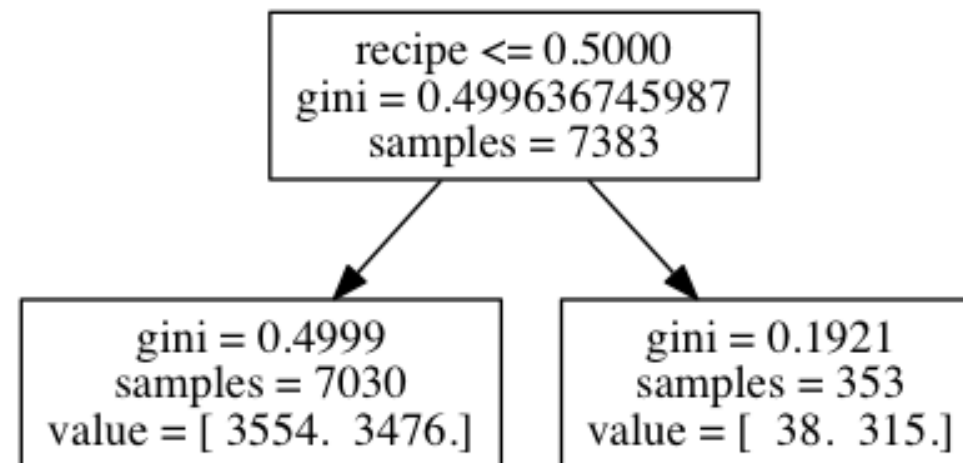 recipe <= 0.5000
gini = 0.499636745987
samples = 7383
gini = 0.4999
samples = 7030
value = [ 3554.  3476.]
gini = 0.1921
samples = 353
value = [  38.  315.]